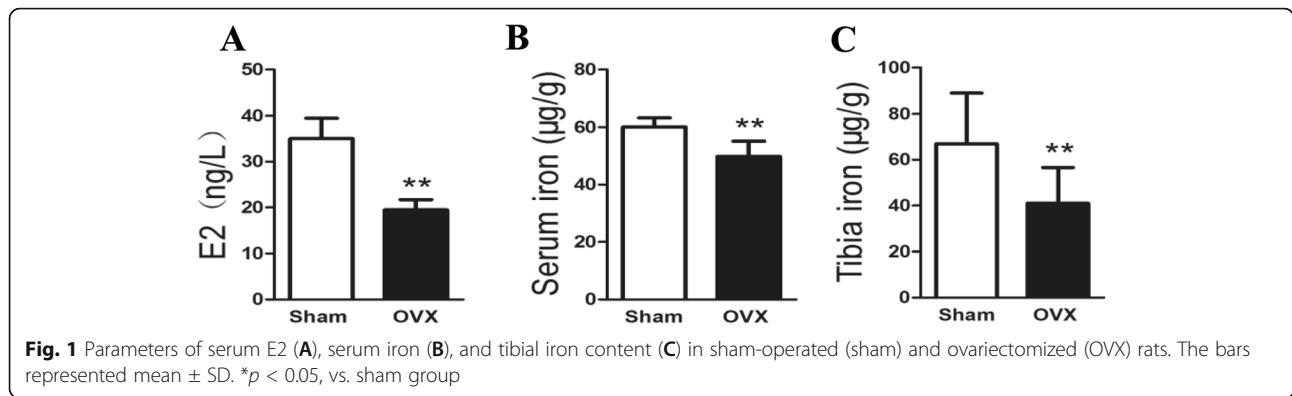 A
E2 (ng/L)
50
40
30
20
10
0
**
Sham OVX
B
Serum iron (µg/g)
80
60
40
20
0
**
Sham OVX
C
Tibia iron (µg/g)
100
80
60
40
20
0
**
Sham OVX
Fig. 1 Parameters of serum E2 (A), serum iron (B), and tibial iron content (C) in sham-operated (sham) and ovariectomized (OVX) rats. The bars
represented mean ± SD. *p < 0.05, vs. sham group